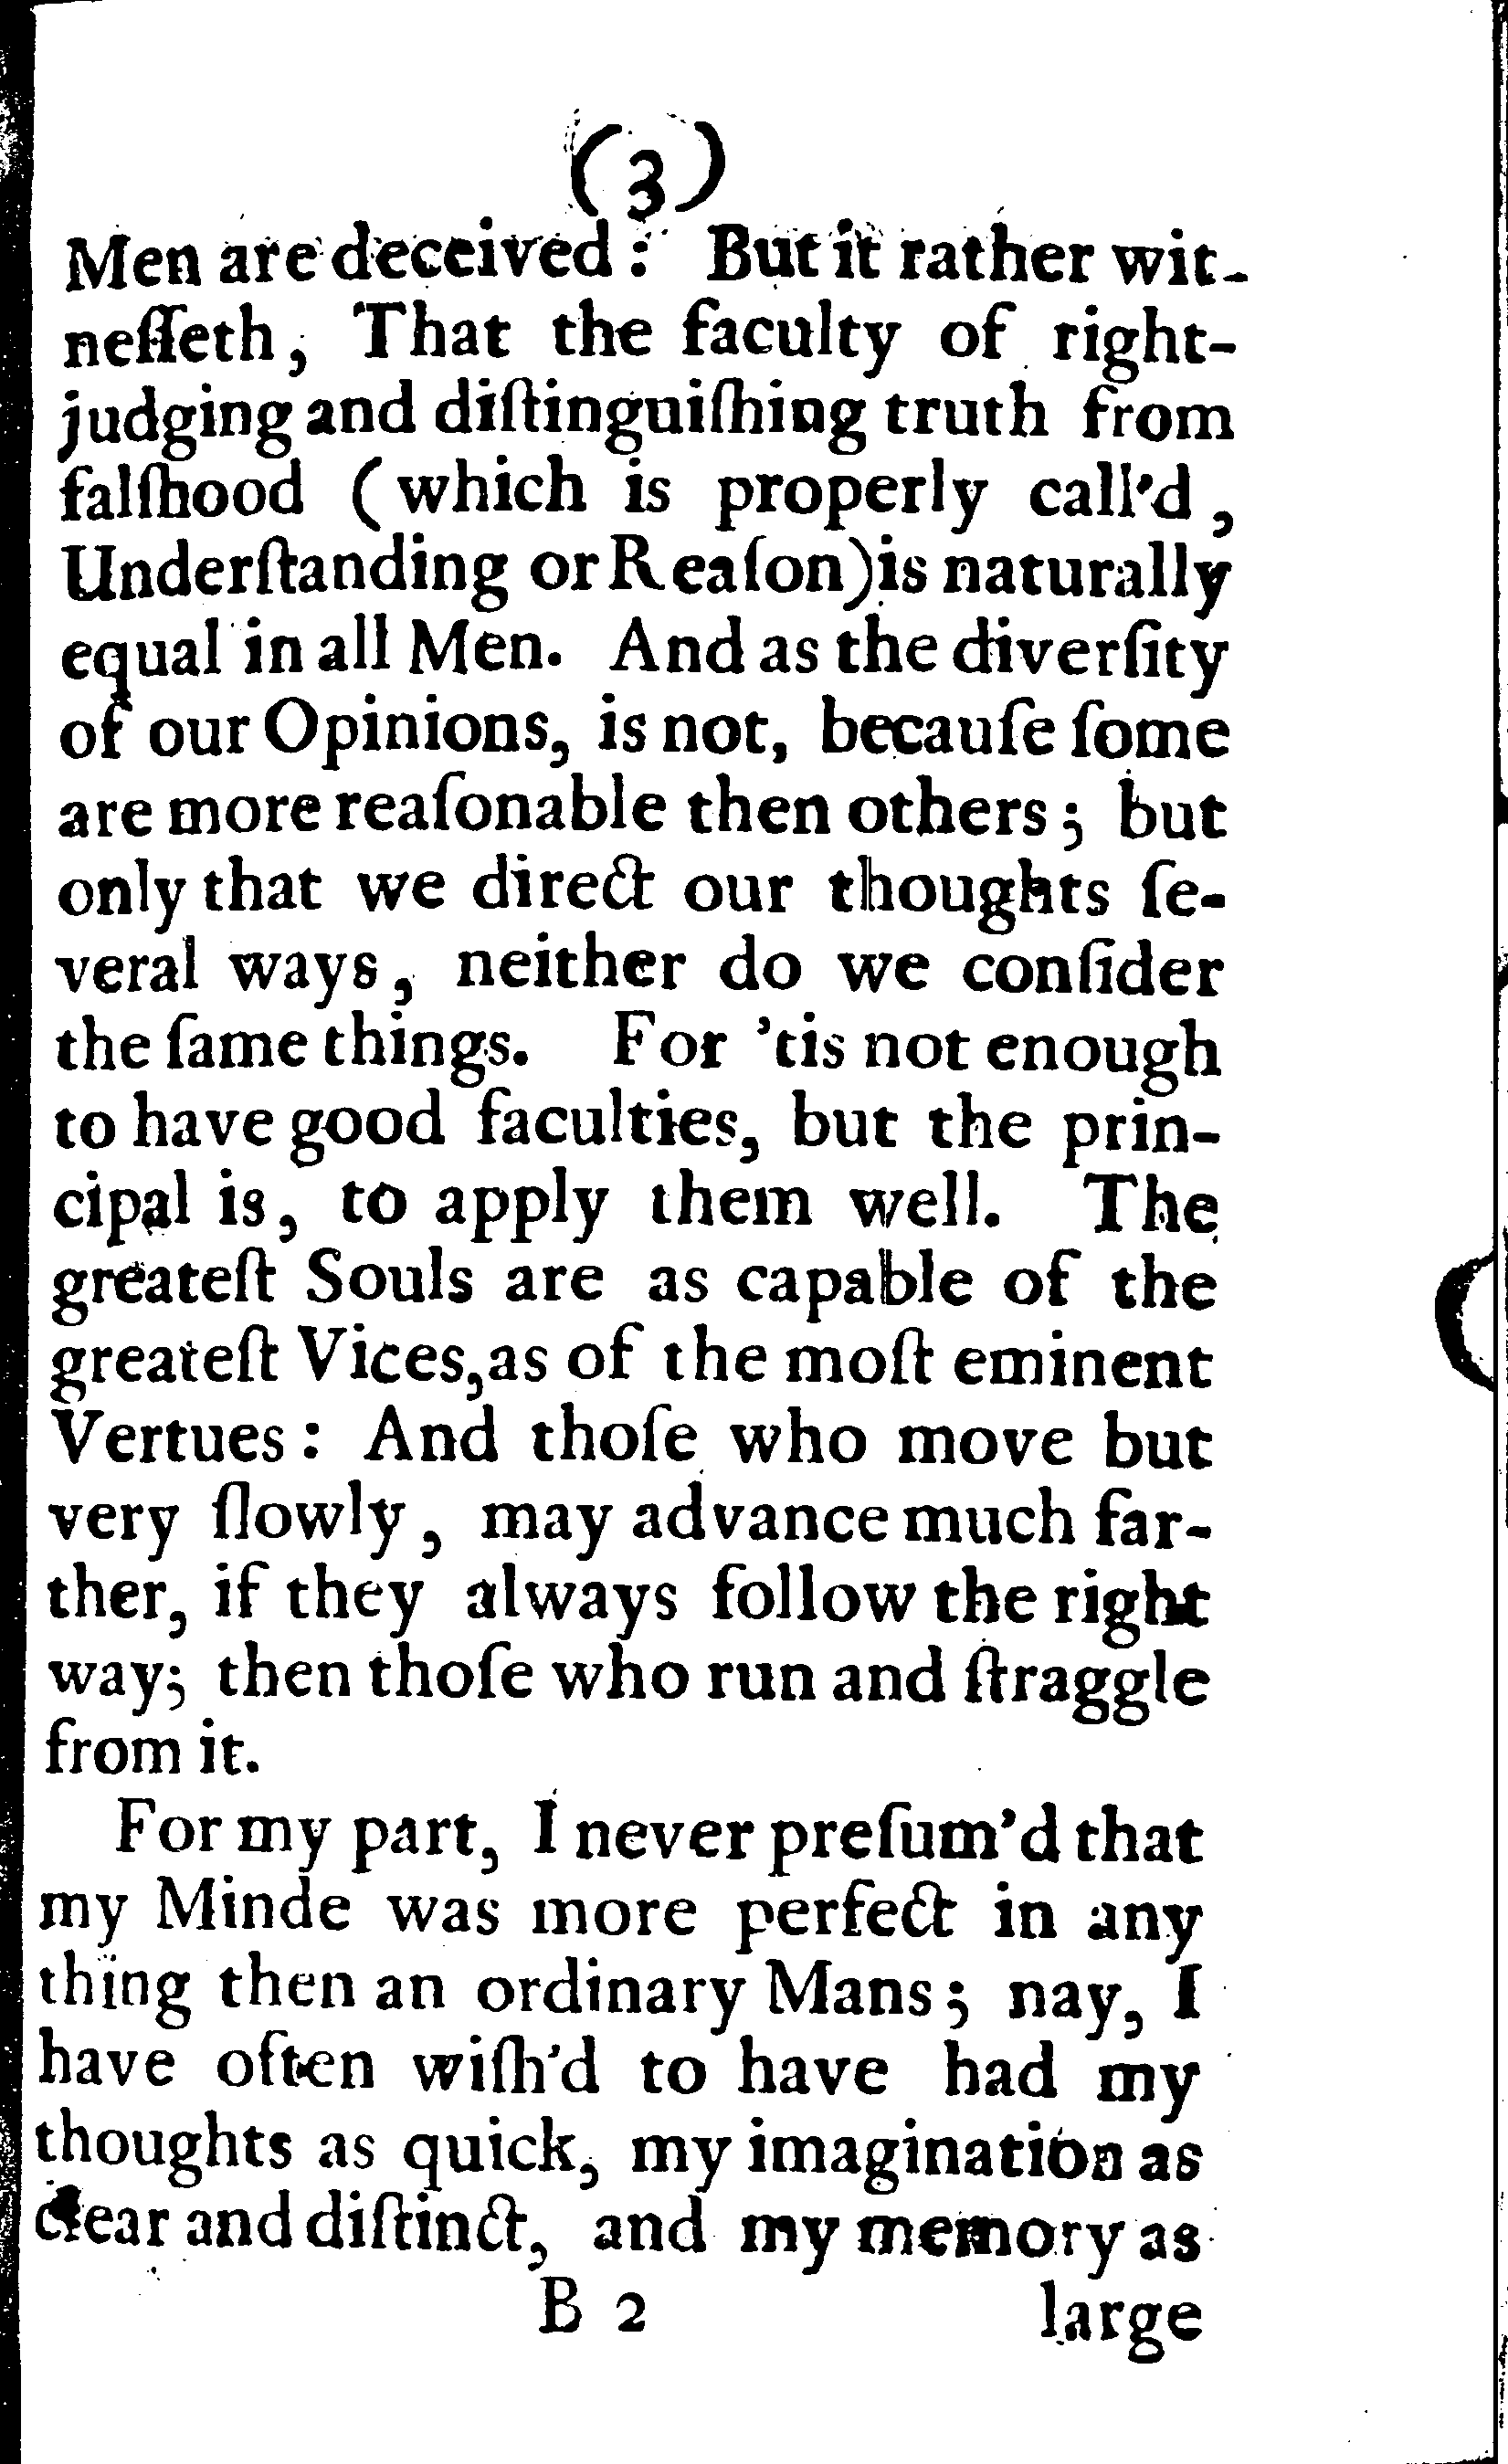 (3)
Men are deceived: But it rather wit-
neſſeth, That the faculty of right-
judging and diſtinguiſhing truth from
falſhood (which is properly call'd,
Underſtanding or Reaſon) is naturally
equal in all Men. And as the diverſity
of our Opinions, is not, becauſe ſome
are more reaſonable then others; but
only that we direct our thoughts ſe-
veral ways, neither do we conſider
the ſame things. For 'tis not enough
to have good faculties, but the prin-
cipal is, to apply them well. The
greateſt Souls are as capable of the
greateſt Vices, as of the moſt eminent
Vertues: And thoſe who move but
very ſlowly, may advance much far-
ther, if they always follow the right
way; then thoſe who run and ſtraggle
from it.
For my part, I never preſum'd that
my Minde was more perfect in any
thing then an ordinary Mans; nay, I
have often wiſh'd to have had my
thoughts as quick, my imagination as
clear and diſtinct, and my memory as
B 2 large